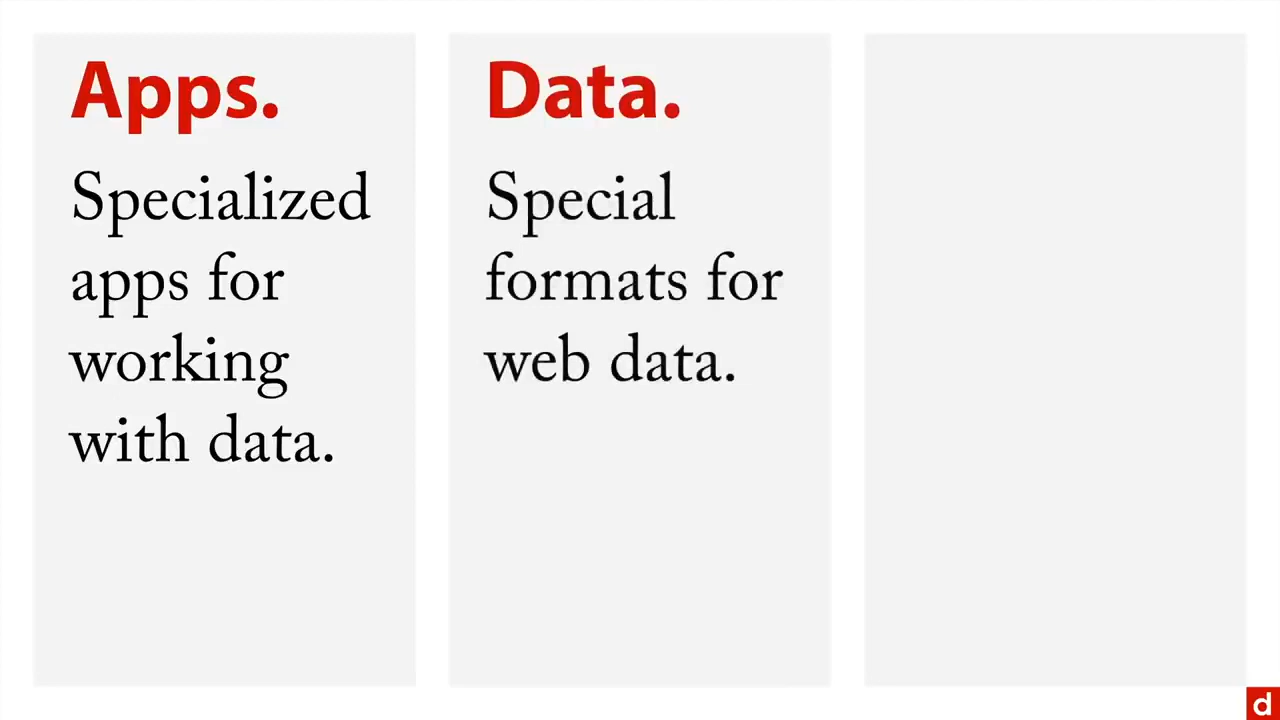 Apps.
Specialized
apps for
working
with data.
Data.
Special
formats for
web data.
d